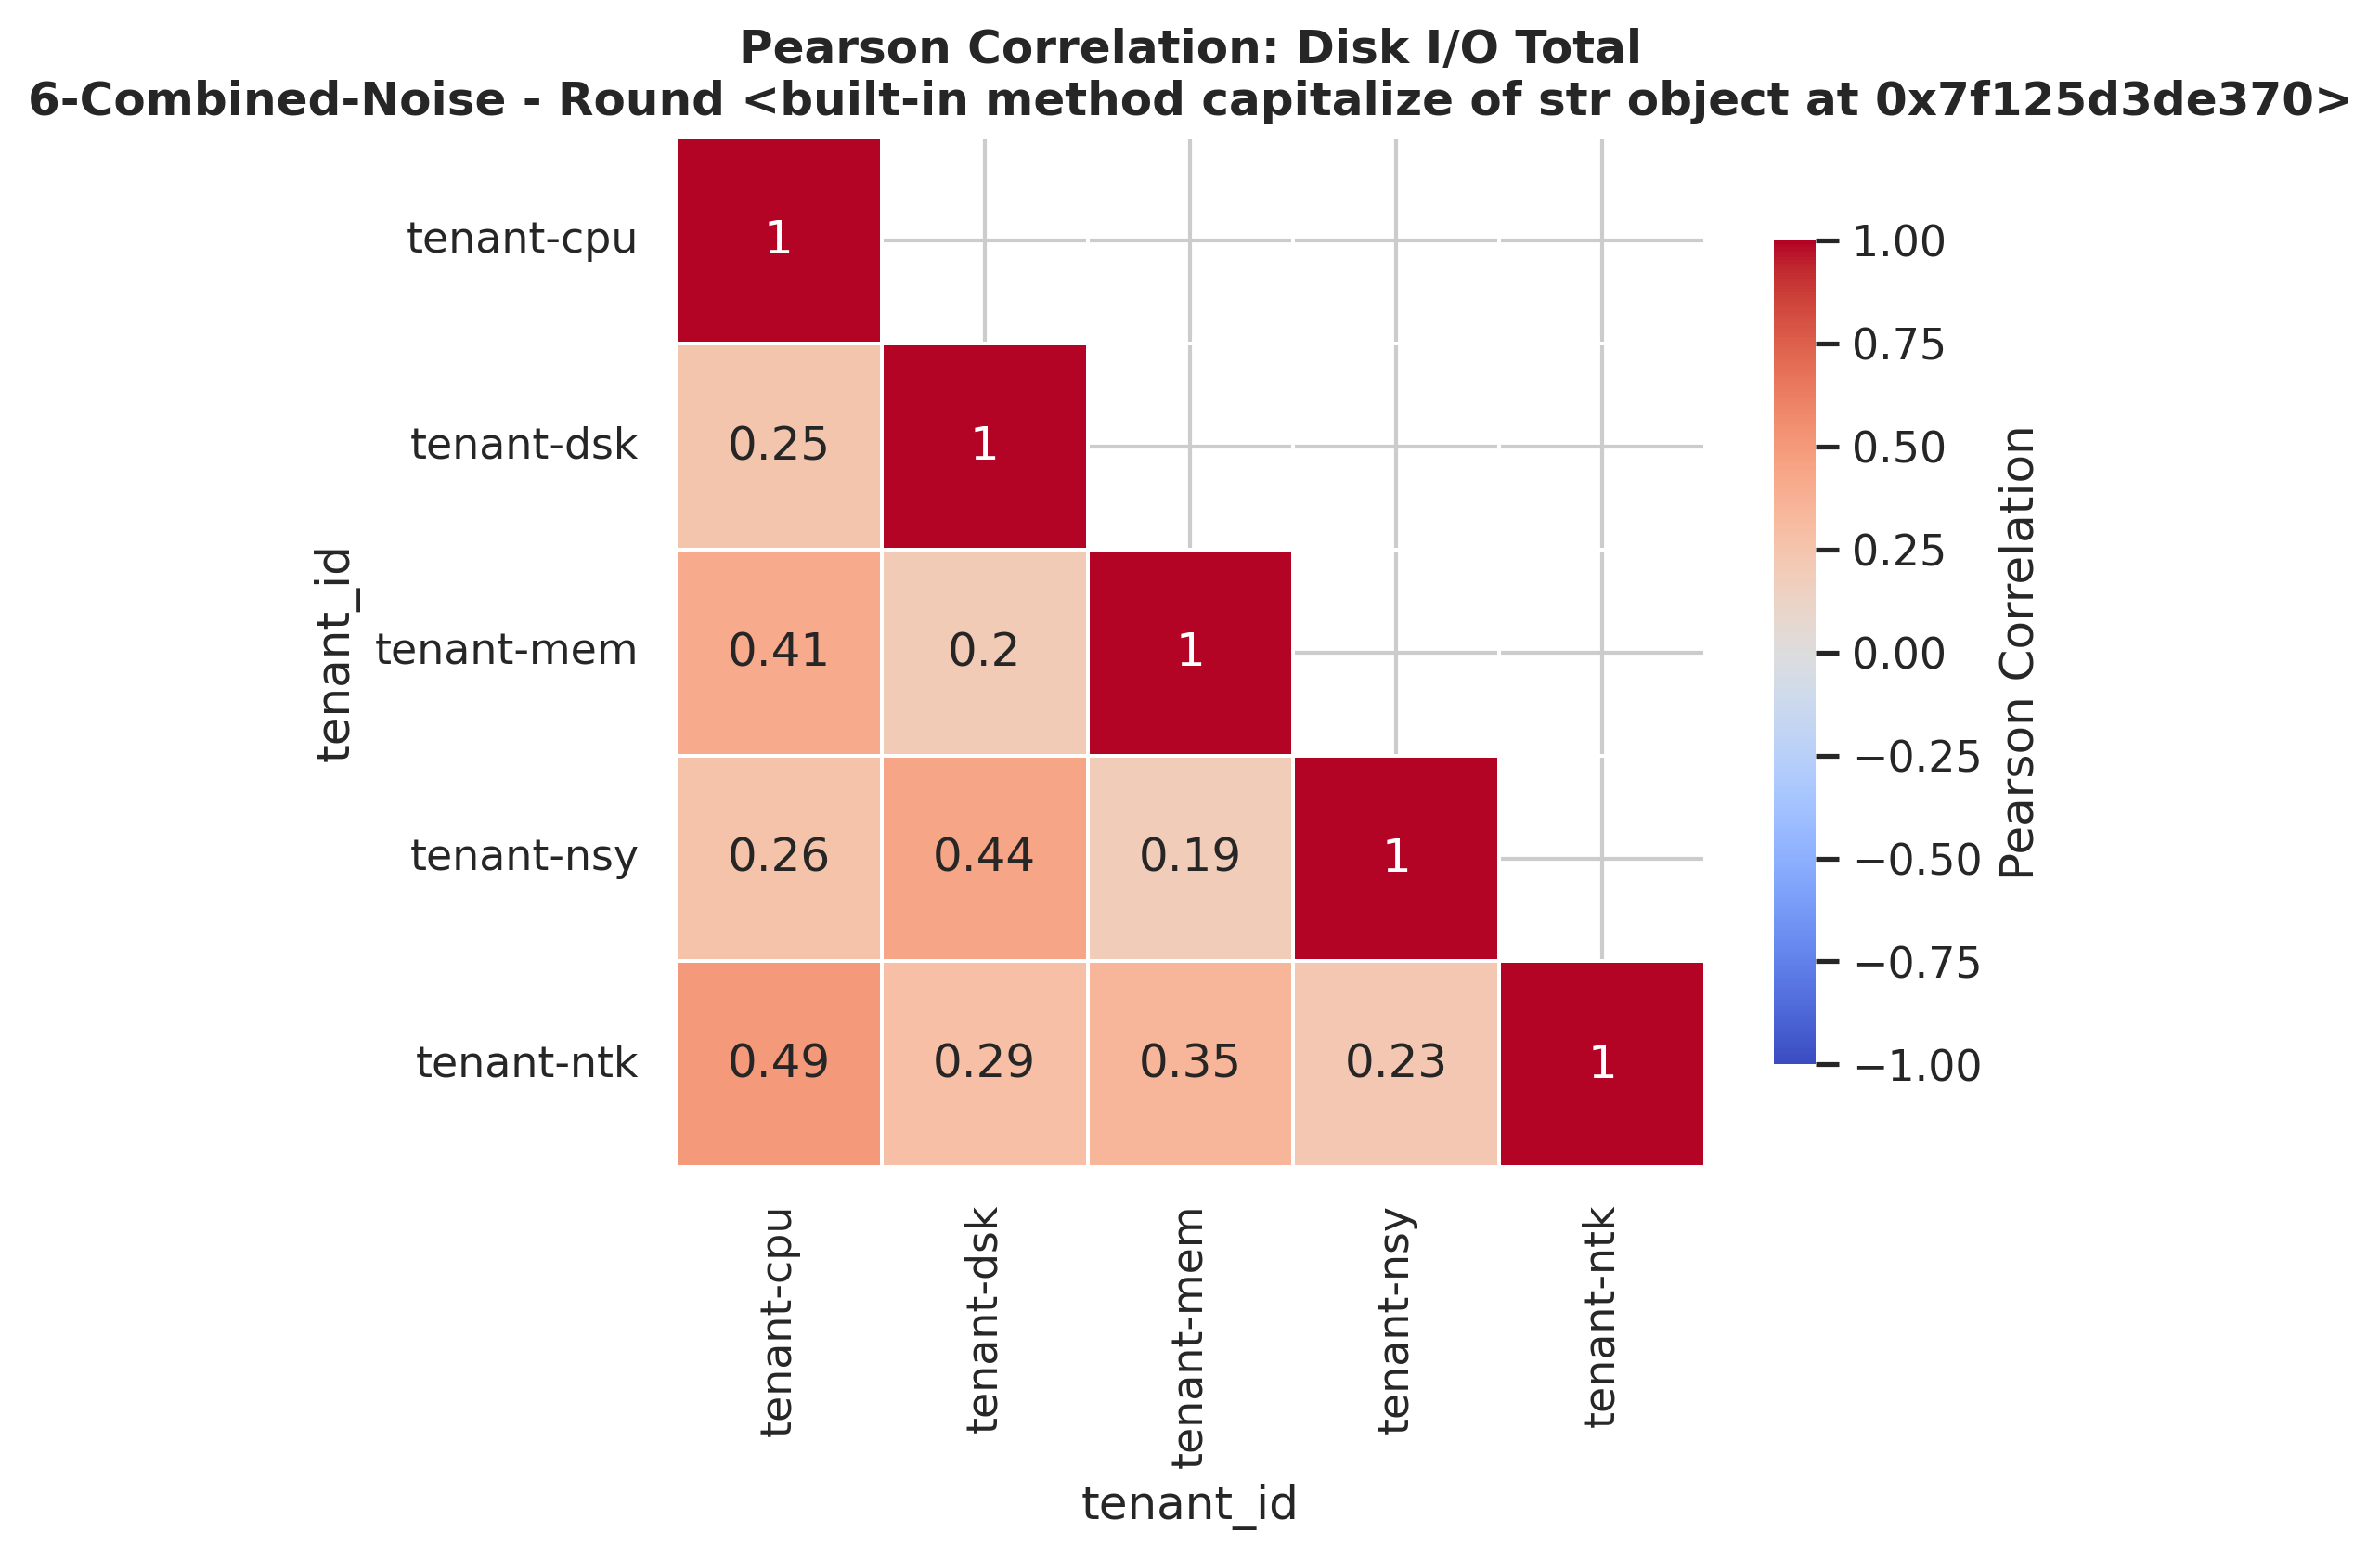 Pearson Correlation: Disk I/O Total
6-Combined-Noise - Round <built-in method capitalize of str object at 0x7f125d3de370>
tenant_id
tenant-cpu
1
tenant-dsk
0.25 1
tenant-mem
0.41 0.2 1
tenant-nsy
0.26 0.44 0.19 1
tenant-ntk
0.49 0.29 0.35 0.23 1
tenant-cpu
tenant-dsk
tenant-mem
tenant-nsy
tenant-ntk
tenant_id
1.00
0.75
0.50
0.25
0.00
−0.25
−0.50
−0.75
−1.00
Pearson Correlation